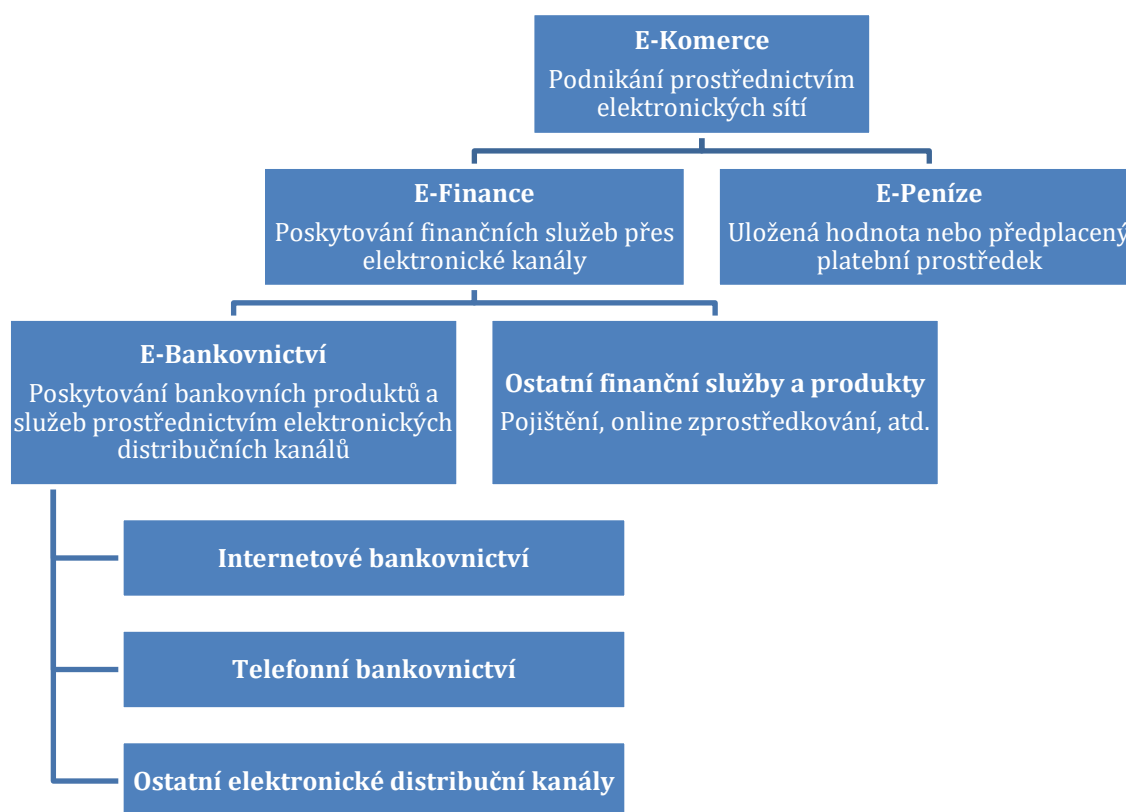 E-Komerce
Podnikání prostřednictvím
elektronických sítí
E-Finance
Poskytování finančních služeb přes
elektronické kanály
E-Peníze
Uložená hodnota nebo předplacený
platební prostředek
E-Bankovnictví
Poskytování bankovních produktů a
služeb prostřednictvím elektronických
distribučních kanálů
Ostatní finanční služby a produkty
Pojištění, online zprostředkování, atd.
Internetové bankovnictví
Telefonní bankovnictví
Ostatní elektronické distribuční kanály